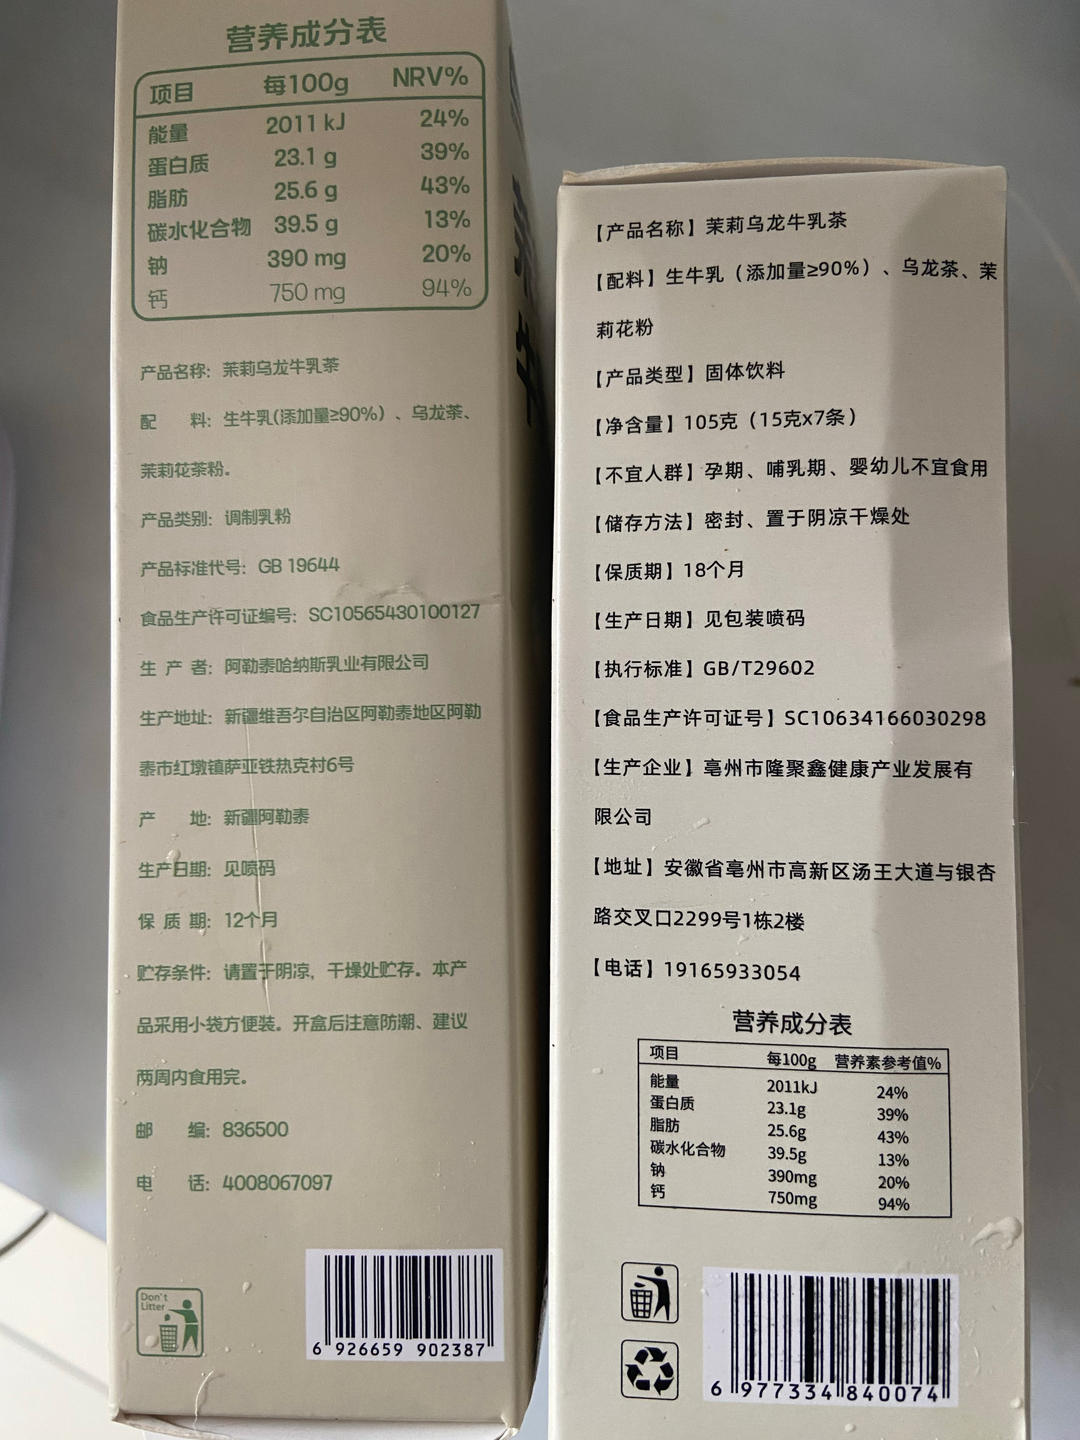 营养成分表
项目 每100g NRV%
能量 2011 kJ 24%
蛋白质 23.1 g 39%
脂肪 25.6 g 43%
碳水化合物 39.5 g 13%
钠 390 mg 20%
钙 750 mg 94%
产品名称：茉莉乌龙牛乳茶
配 料：生牛乳(添加量≥90%）、乌龙茶、
茉莉花茶粉。
产品类别：调制乳粉
产品标准代号：GB 19644
食品生产许可证编号：SC10565430100127
生 产 者：阿勒泰哈纳斯乳业有限公司
生产地址：新疆维吾尔自治区阿勒泰地区阿勒
泰市红墩镇萨亚铁热克村6号
产 地：新疆阿勒泰
生产日期：见喷码
保 质 期：12个月
贮存条件：请置于阴凉，干燥处贮存。本产
品采用小袋方便装。开盒后注意防潮、建议
两周内食用完。
邮 编：836500
电 话：4008067097
Don't
Litter
6 926659 902387
【产品名称】茉莉乌龙牛乳茶
【配料】生牛乳（添加量≥90%）、乌龙茶、茉
莉花粉
【产品类型】固体饮料
【净含量】105克（15克x7条）
【不宜人群】孕期、哺乳期、婴幼儿不宜食用
【储存方法】密封、置于阴凉干燥处
【保质期】18个月
【生产日期】见包装喷码
【执行标准】GB/T29602
【食品生产许可证号】SC10634166030298
【生产企业】亳州市隆聚鑫健康产业发展有
限公司
【地址】安徽省亳州市高新区汤王大道与银杏
路交叉口2299号1栋2楼
【电话】19165933054
营养成分表
项目 每100g 营养素参考值%
能量 2011kJ 24%
蛋白质 23.1g 39%
脂肪 25.6g 43%
碳水化合物 39.5g 13%
钠 390mg 20%
钙 750mg 94%
6 977334 840074